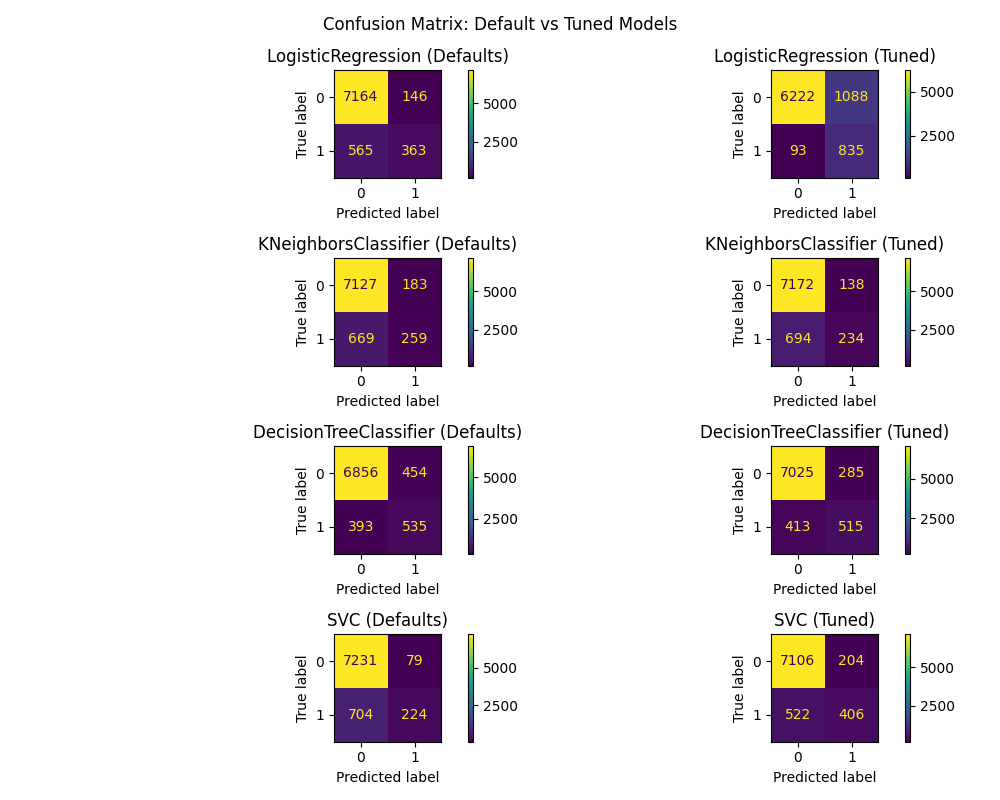 Confusion Matrix: Default vs Tuned Models
LogisticRegression (Defaults)
True label
0
1
7164 146
565 363
0 1
Predicted label
5000
2500
LogisticRegression (Tuned)
True label
0
1
6222 1088
93 835
0 1
Predicted label
5000
2500
KNeighborsClassifier (Defaults)
True label
0
1
7127 183
669 259
0 1
Predicted label
5000
2500
KNeighborsClassifier (Tuned)
True label
0
1
7172 138
694 234
0 1
Predicted label
5000
2500
DecisionTreeClassifier (Defaults)
True label
0
1
6856 454
393 535
0 1
Predicted label
5000
2500
DecisionTreeClassifier (Tuned)
True label
0
1
7025 285
413 515
0 1
Predicted label
5000
2500
SVC (Defaults)
True label
0
1
7231 79
704 224
0 1
Predicted label
5000
2500
SVC (Tuned)
True label
0
1
7106 204
522 406
0 1
Predicted label
5000
2500